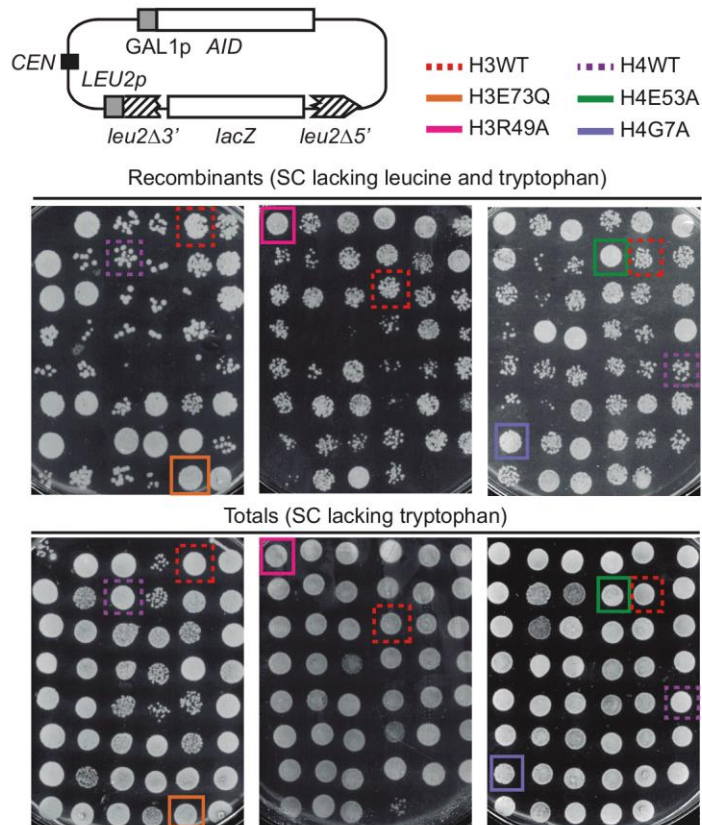 GAL1p AID
CEN
LEU2p
leu2Δ3’ lacZ leu2Δ5’
H3WT H4WT
H3E73Q H4E53A
H3R49A H4G7A
Recombinants (SC lacking leucine and tryptophan)
Totals (SC lacking tryptophan)